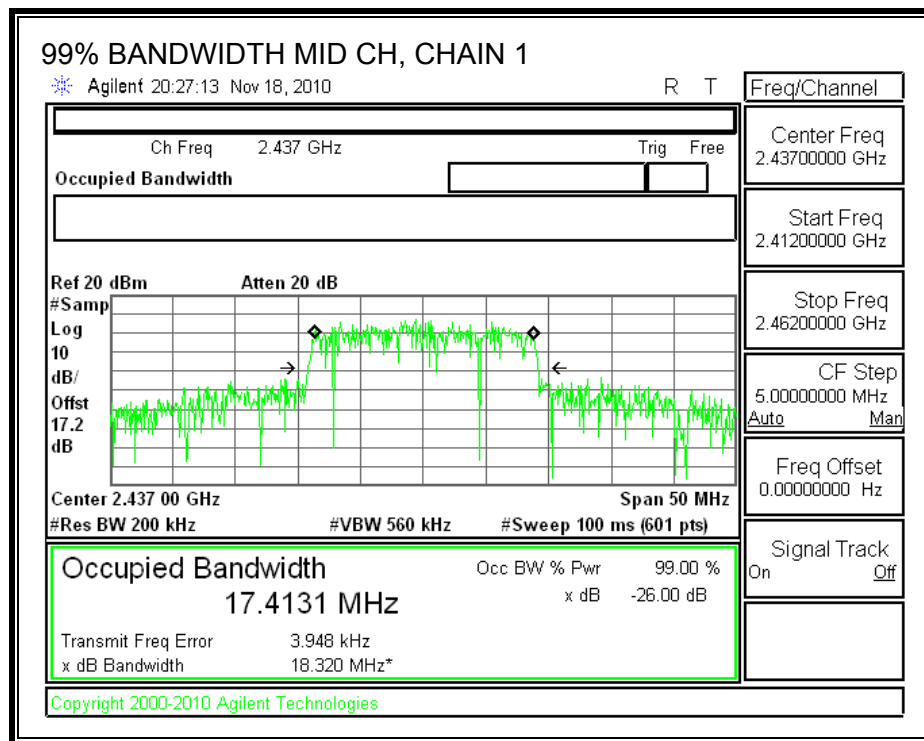 99% BANDWIDTH MID CH, CHAIN 1
Agilent 20:27:13 Nov 18, 2010 R T
Freq/Channel
Ch Freq 2.437 GHz Trig Free
Occupied Bandwidth
Center Freq
2.43700000 GHz
Start Freq
2.41200000 GHz
Ref 20 dBm Atten 20 dB
#Samp
Log
10
dB/
Offst
17.2
dB
Stop Freq
2.46200000 GHz
CF Step
5.00000000 MHz
Auto Man
Freq Offset
0.00000000 Hz
Center 2.437 00 GHz Span 50 MHz
#Res BW 200 kHz #VBW 560 kHz #Sweep 100 ms (601 pts)
Signal Track
On Off
Occupied Bandwidth Occ BW % Pwr 99.00 %
17.4131 MHz x dB -26.00 dB
Transmit Freq Error 3.948 kHz
x dB Bandwidth 18.320 MHz*
Copyright 2000-2010 Agilent Technologies